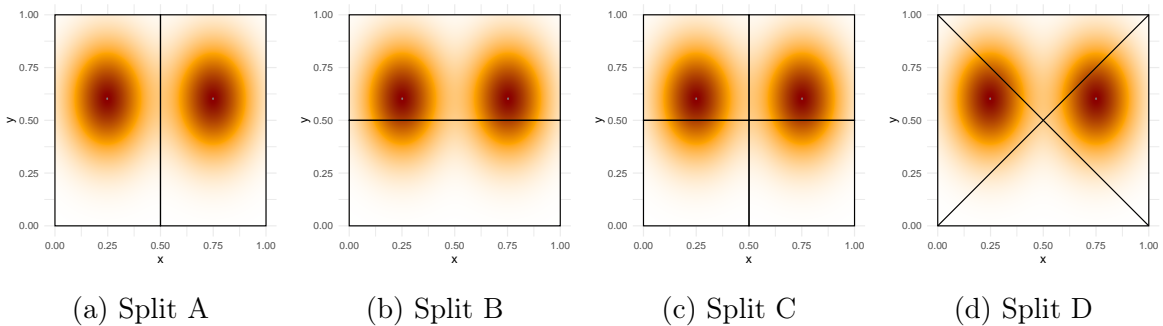 1.00 1.00 1.00 1.00
0.75 0.75 0.75 0.75
y 0.50 y 0.50 y 0.50 y 0.50
0.25 0.25 0.25 0.25
0.00 0.00 0.00 0.00
0.00 0.25 0.50 0.75 1.00 0.00 0.25 0.50 0.75 1.00 0.00 0.25 0.50 0.75 1.00 0.00 0.25 0.50 0.75 1.00
x x x x
(a) Split A (b) Split B (c) Split C (d) Split D